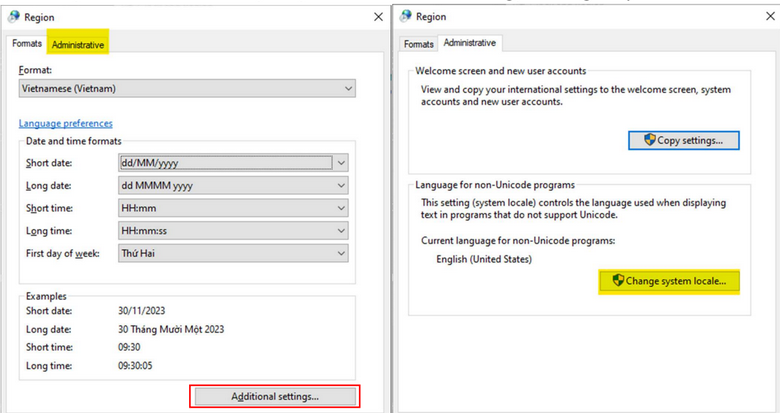 Region
Formats
Administrative
Format:
Vietnamese (Vietnam)
Language preferences
Date and time formats
Short date:
dd/MM/yyyy
Long date:
dd MMMM yyyy
Short time:
HH:mm
Long time:
HH:mm:ss
First day of week:
Thứ Hai
Examples
Short date:
30/11/2023
Long date:
30 Tháng Mười Một 2023
Short time:
09:30
Long time:
09:30:05
Additional settings...
Region
Formats
Administrative
Welcome screen and new user accounts
View and copy your international settings to the welcome screen, system
accounts and new user accounts.
Copy settings...
Language for non-Unicode programs
This setting (system locale) controls the language used when displaying
text in programs that do not support Unicode.
Current language for non-Unicode programs:
English (United States)
Change system locale...